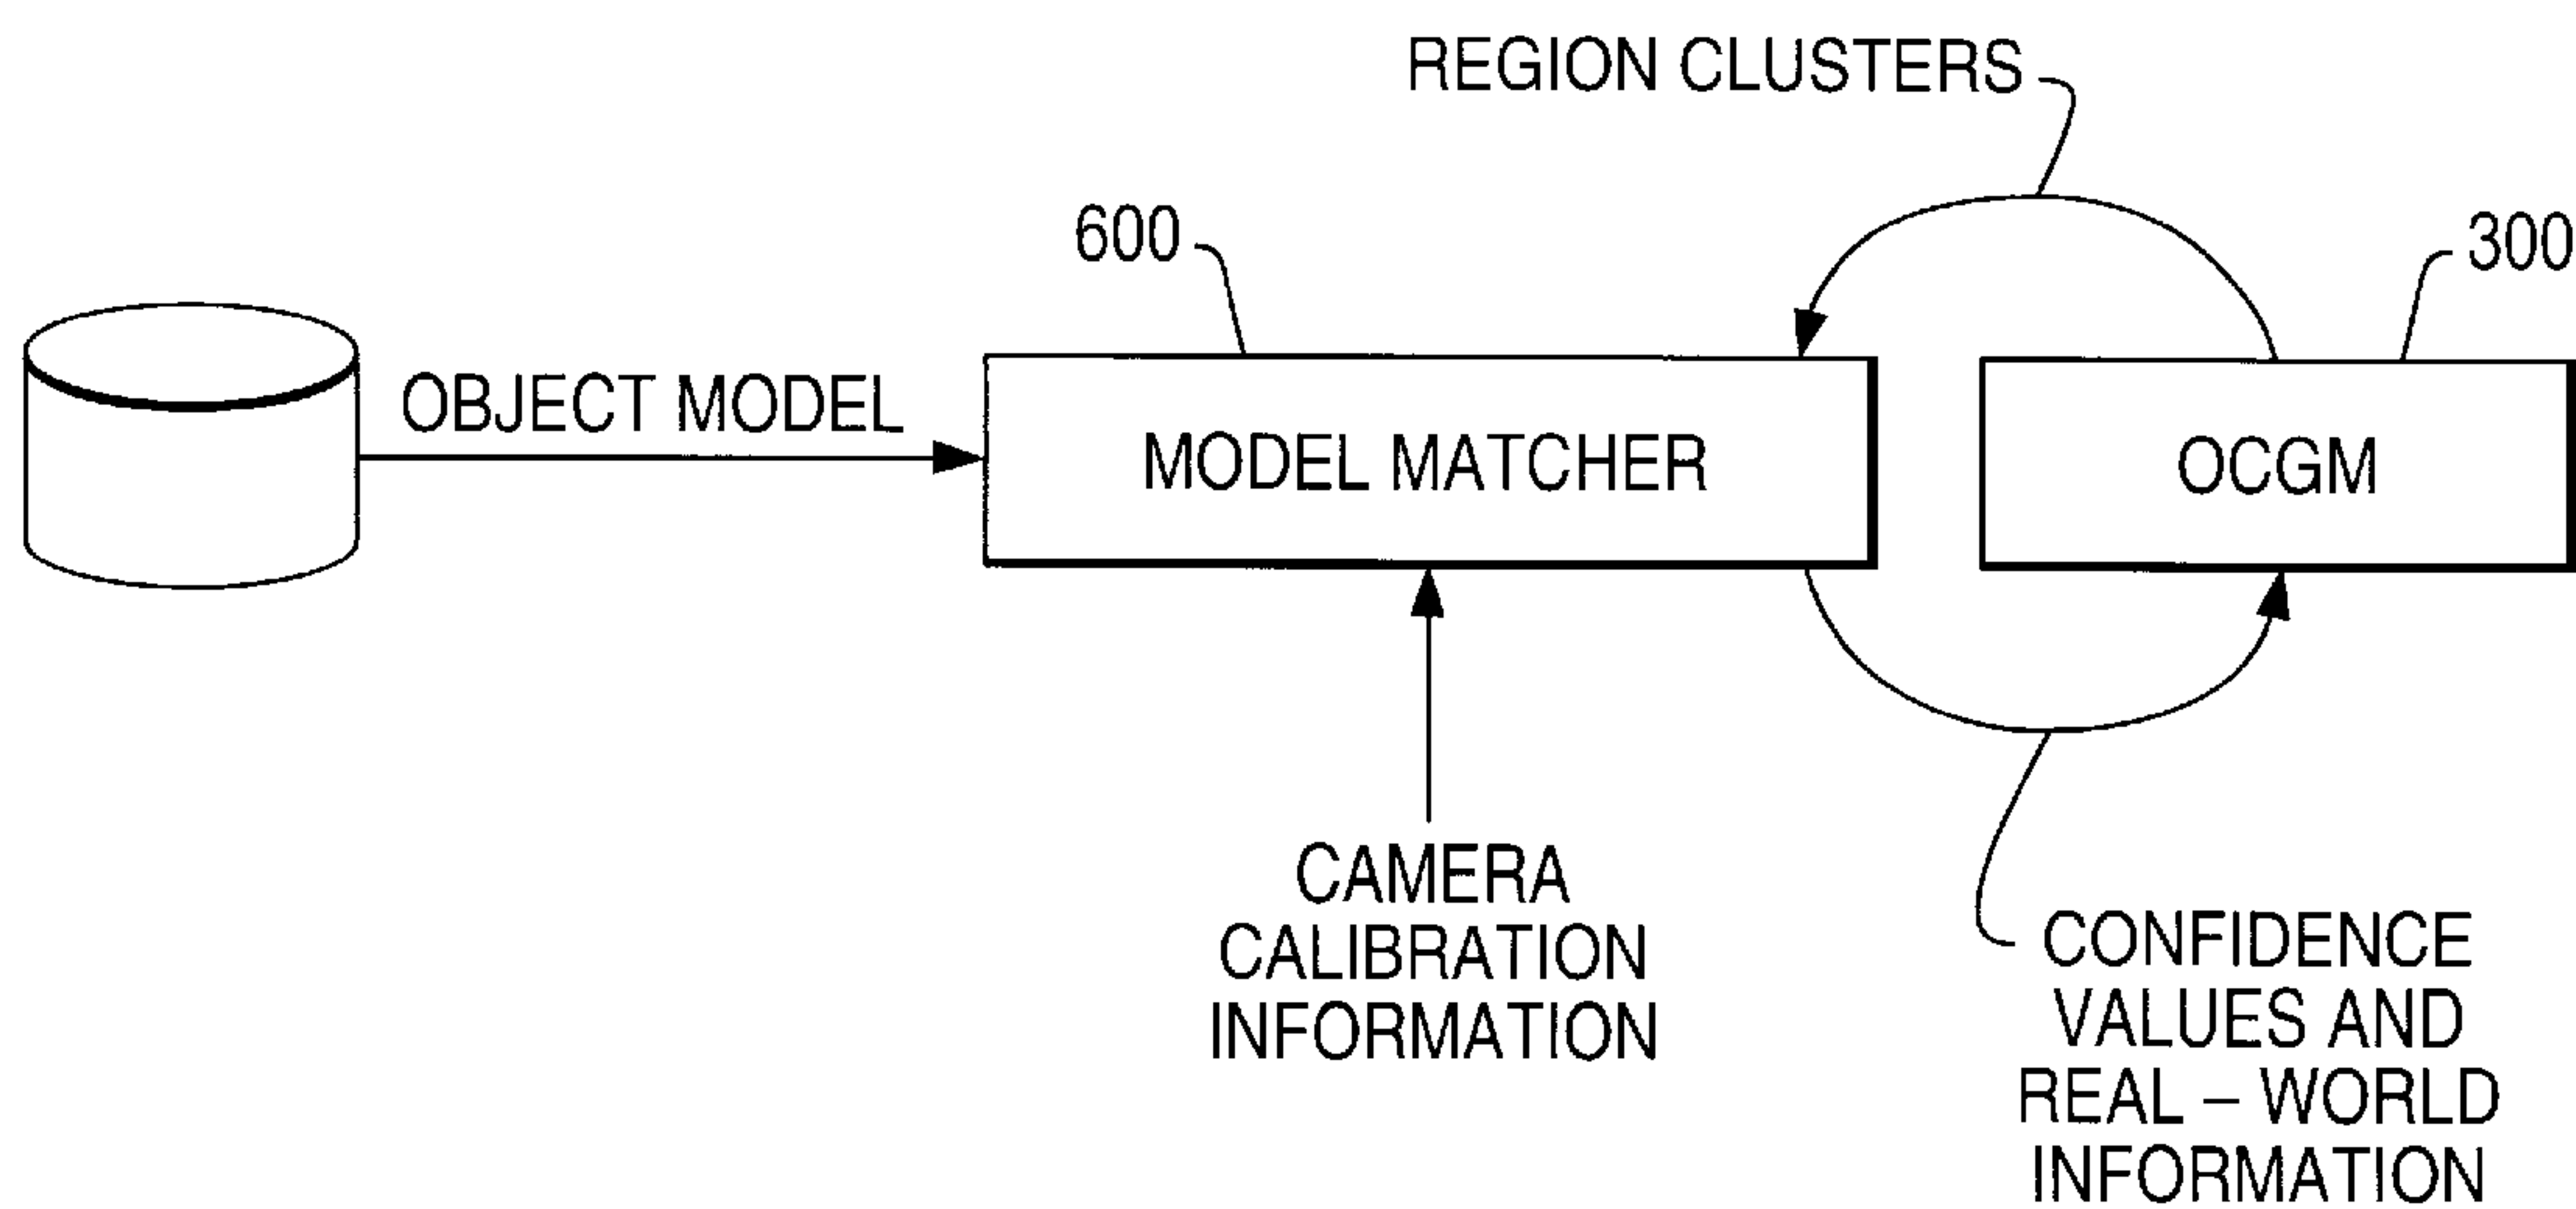 REGION CLUSTERS
600
300
OBJECT MODEL
MODEL MATCHER
OCGM
CAMERA
CALIBRATION
INFORMATION
CONFIDENCE
VALUES AND
REAL – WORLD
INFORMATION